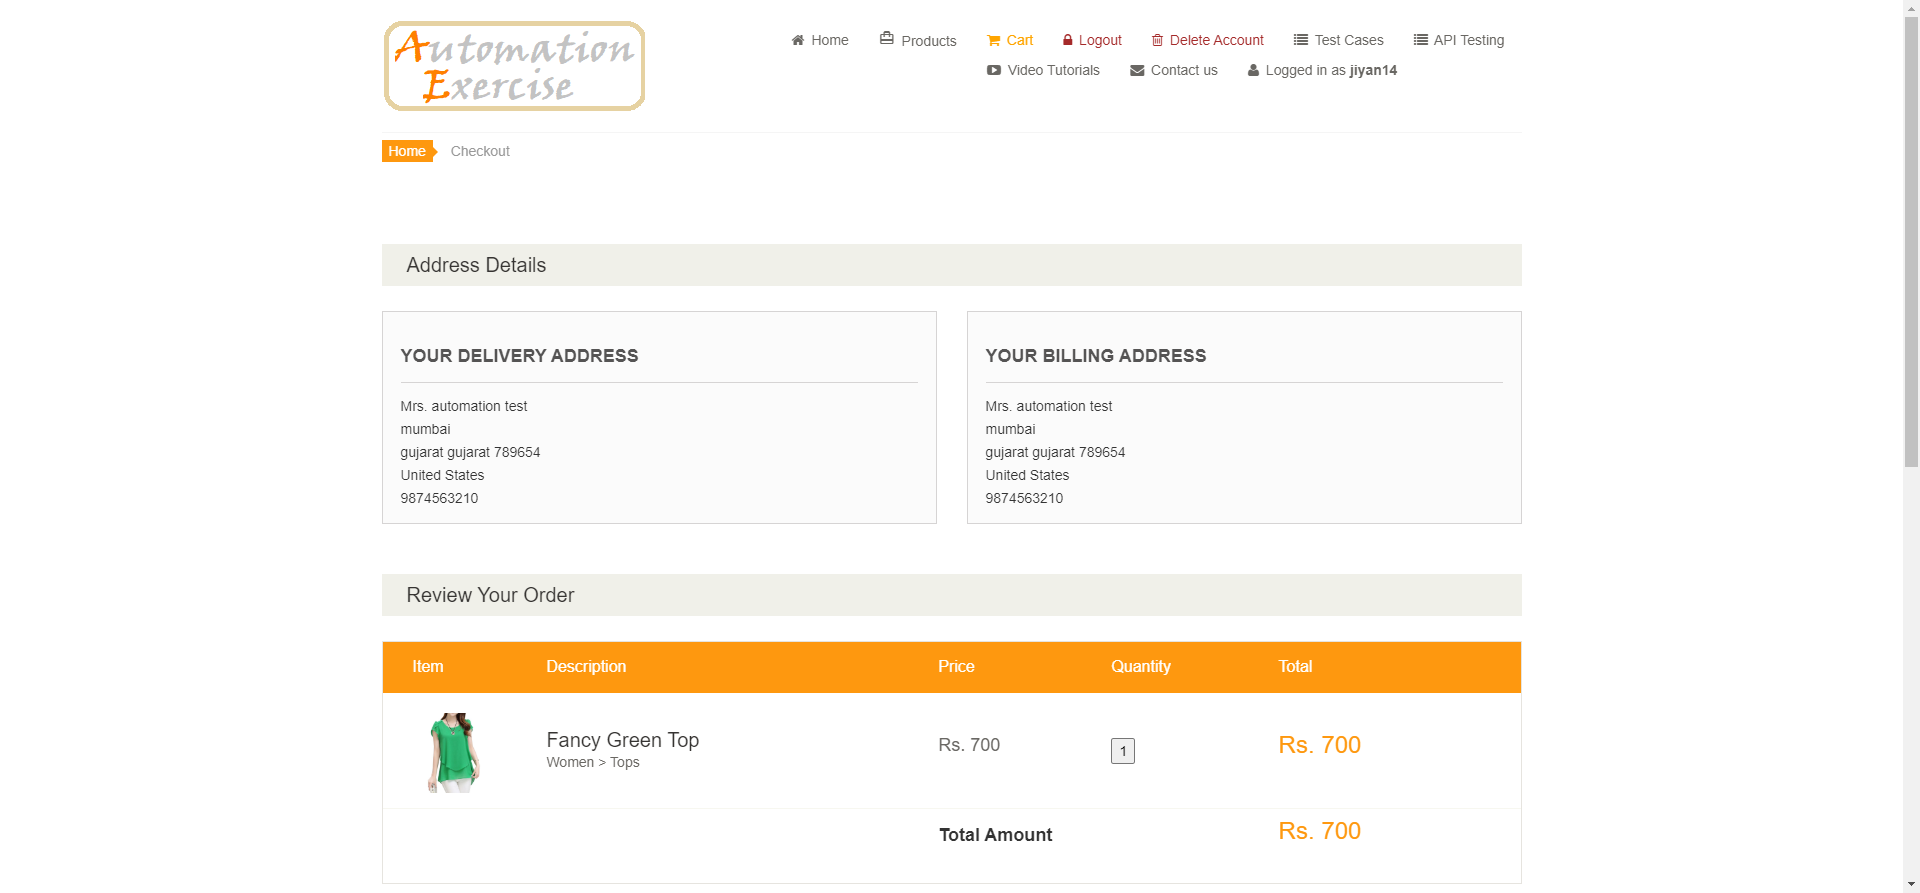 Automation
Exercise
Home
Products
Cart
Logout
Delete Account
Test Cases
API Testing
Video Tutorials
Contact us
Logged in as jiyan14
Home
Checkout
Address Details
YOUR DELIVERY ADDRESS
Mrs. automation test
mumbai
gujarat gujarat 789654
United States
9874563210
YOUR BILLING ADDRESS
Mrs. automation test
mumbai
gujarat gujarat 789654
United States
9874563210
Review Your Order
Item Description Price Quantity Total
Fancy Green Top
Women > Tops
Rs. 700
1
Rs. 700
Total Amount
Rs. 700